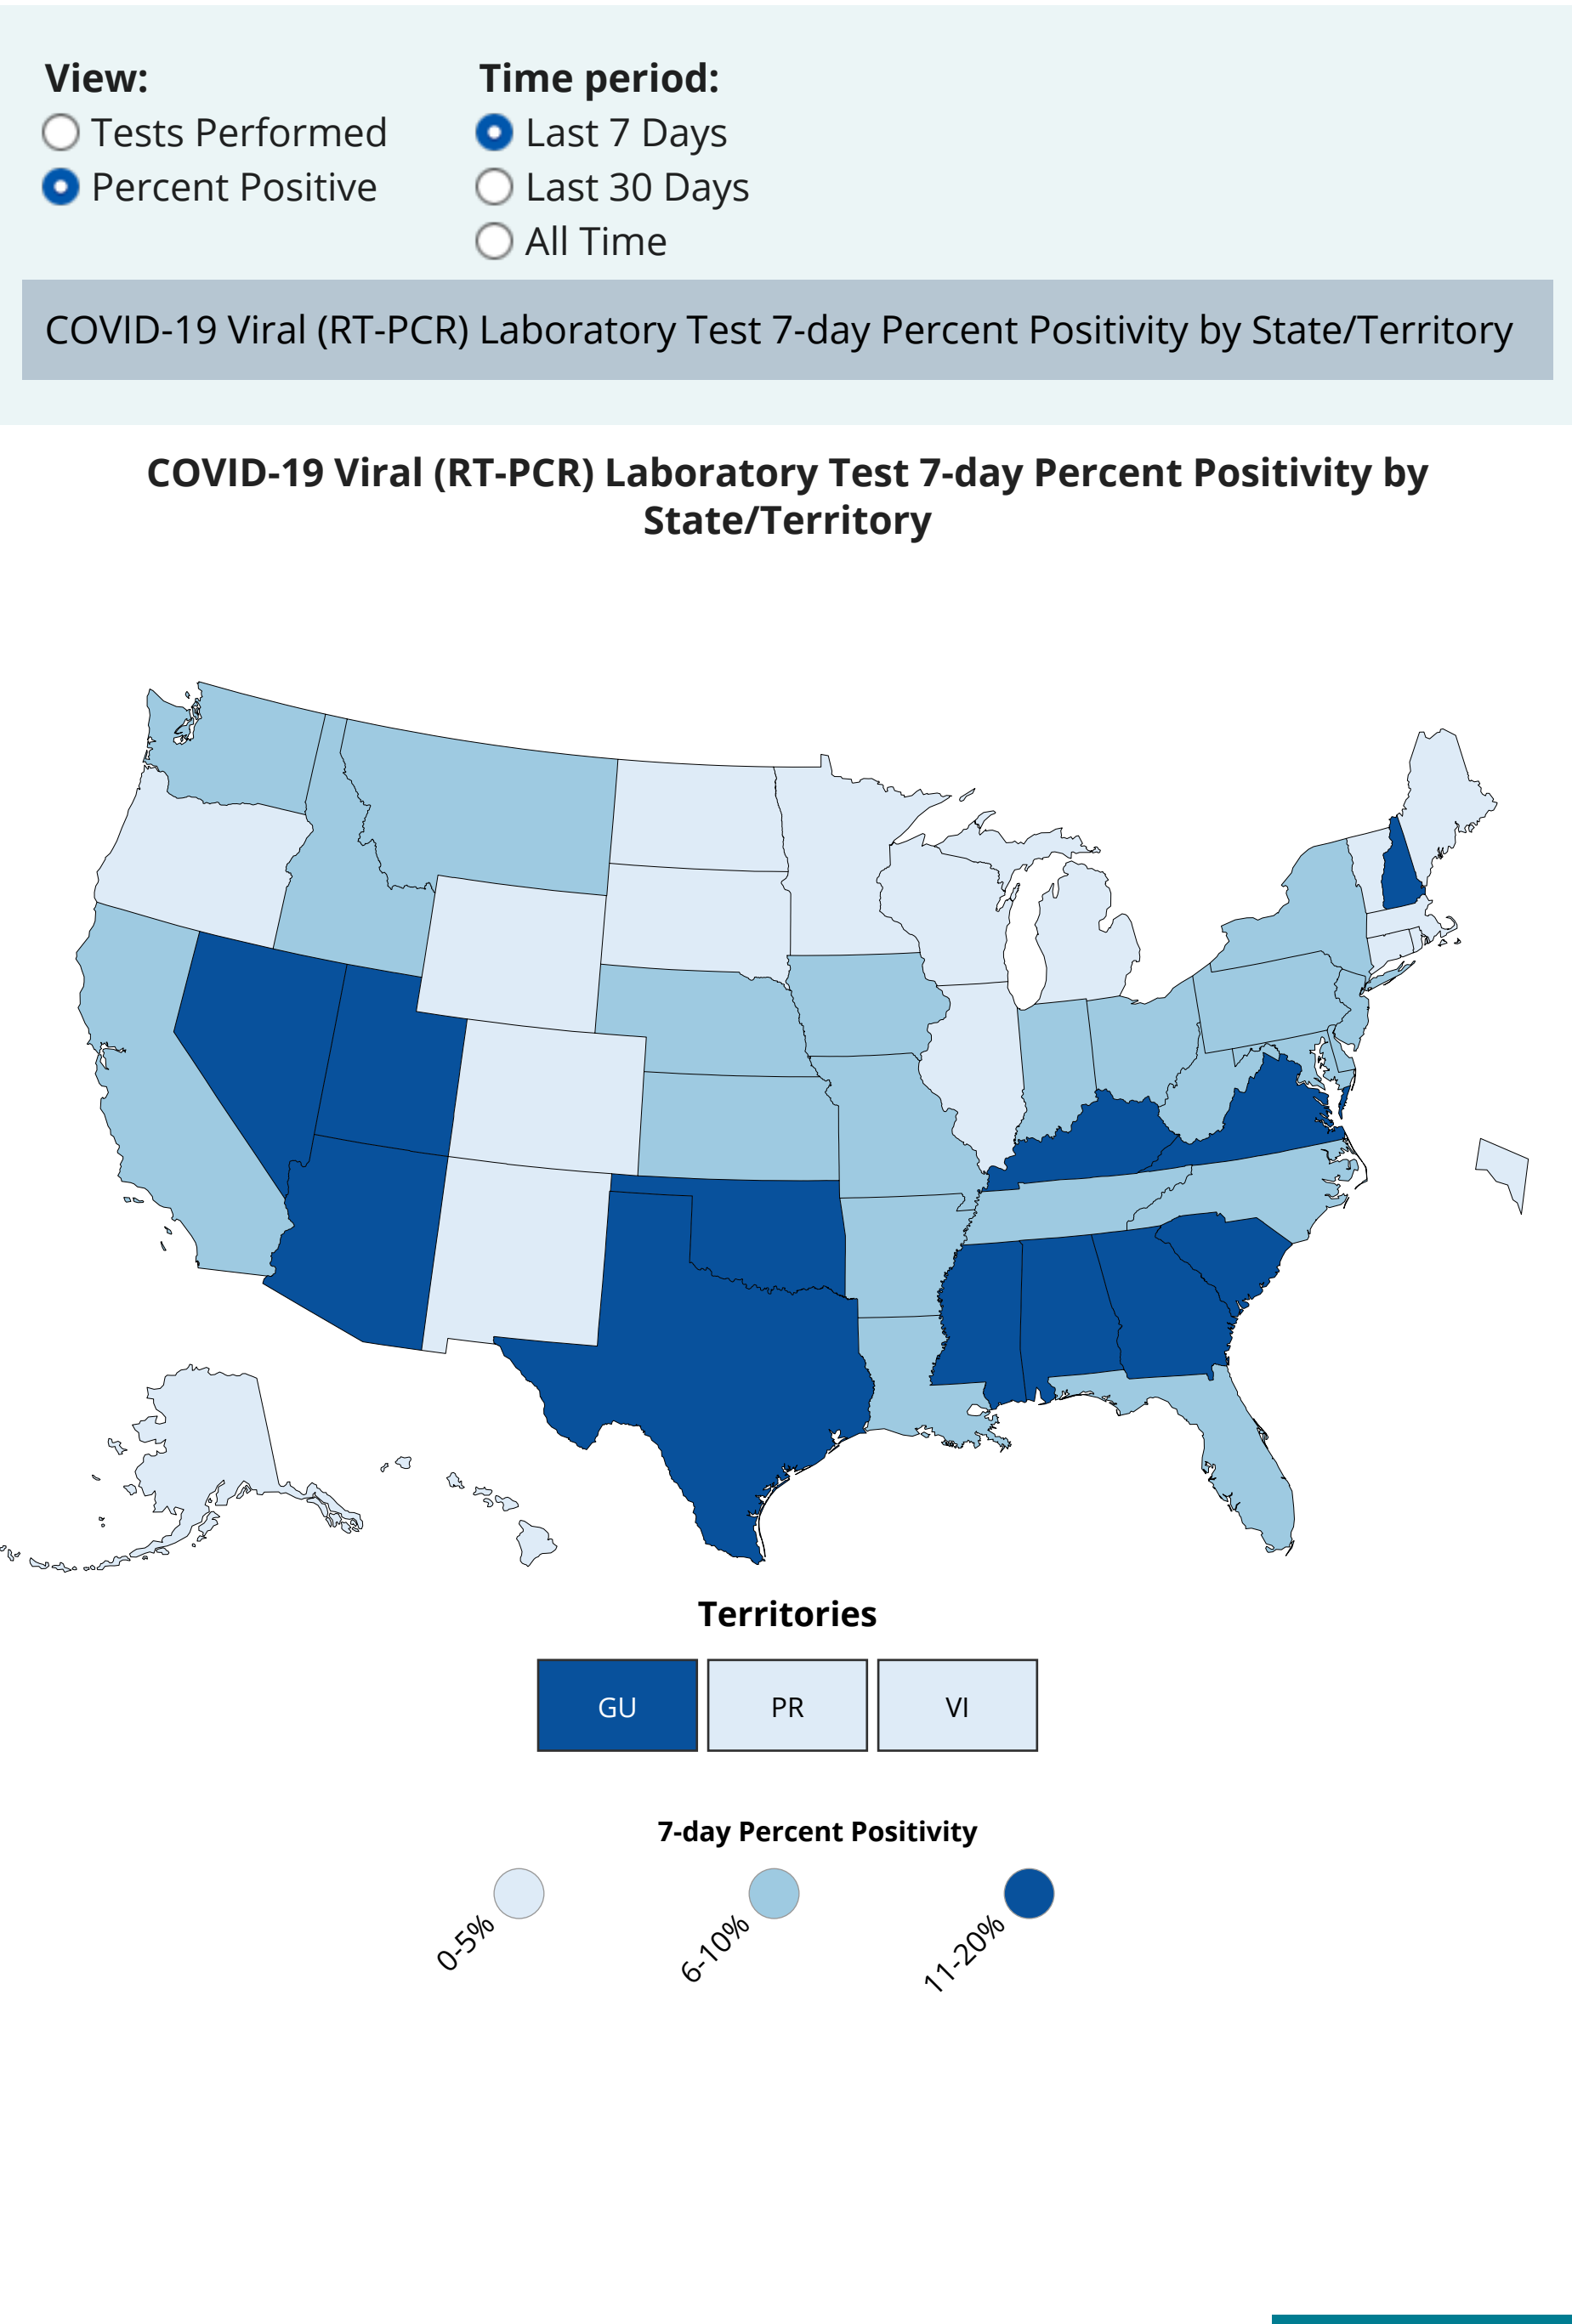 View:
Time period:
Tests Performed
Last 7 Days
Percent Positive
Last 30 Days
All Time
COVID-19 Viral (RT-PCR) Laboratory Test 7-day Percent Positivity by State/Territory
COVID-19 Viral (RT-PCR) Laboratory Test 7-day Percent Positivity by
State/Territory
Territories
GU
PR
VI
7-day Percent Positivity
0-5%
6-10%
11-20%